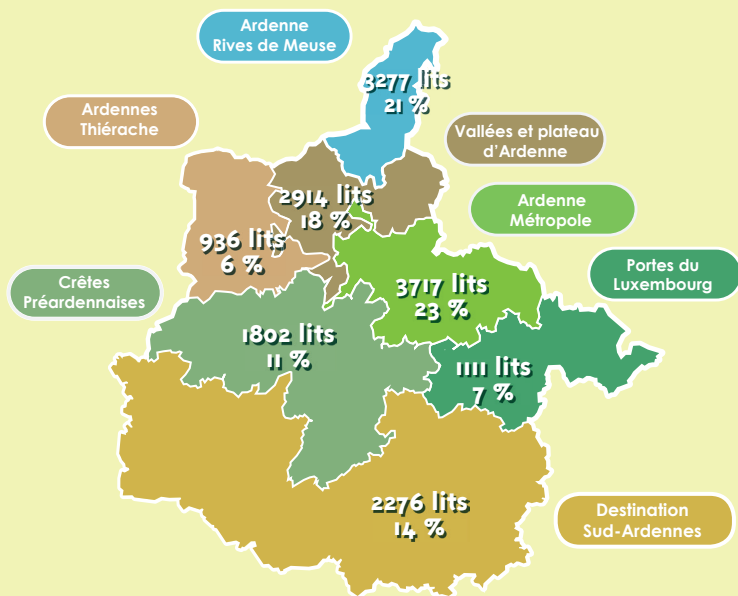 Ardenne
Rives de Meuse
3277 lits
21 %
Ardennes
Thiérache
Vallées et plateau
d’Ardenne
2914 lits
18 %
Ardenne
Métropole
936 lits
6 %
Portes du
Luxembourg
Crêtes
Préardennaises
3717 lits
23 %
1802 lits
11 %
1111 lits
7 %
2276 lits
14 %
Destination
Sud-Ardennes